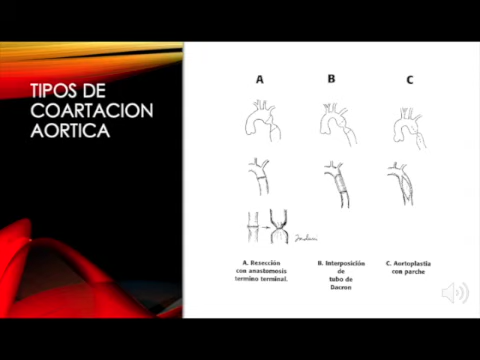 TIPOS DE
COARTACION
AORTICA
A
B
C
A. Resección
con anastomosis
termino terminal.
B. Interposición
de
tubo de
Dacron
C. Aortoplastia
con parche